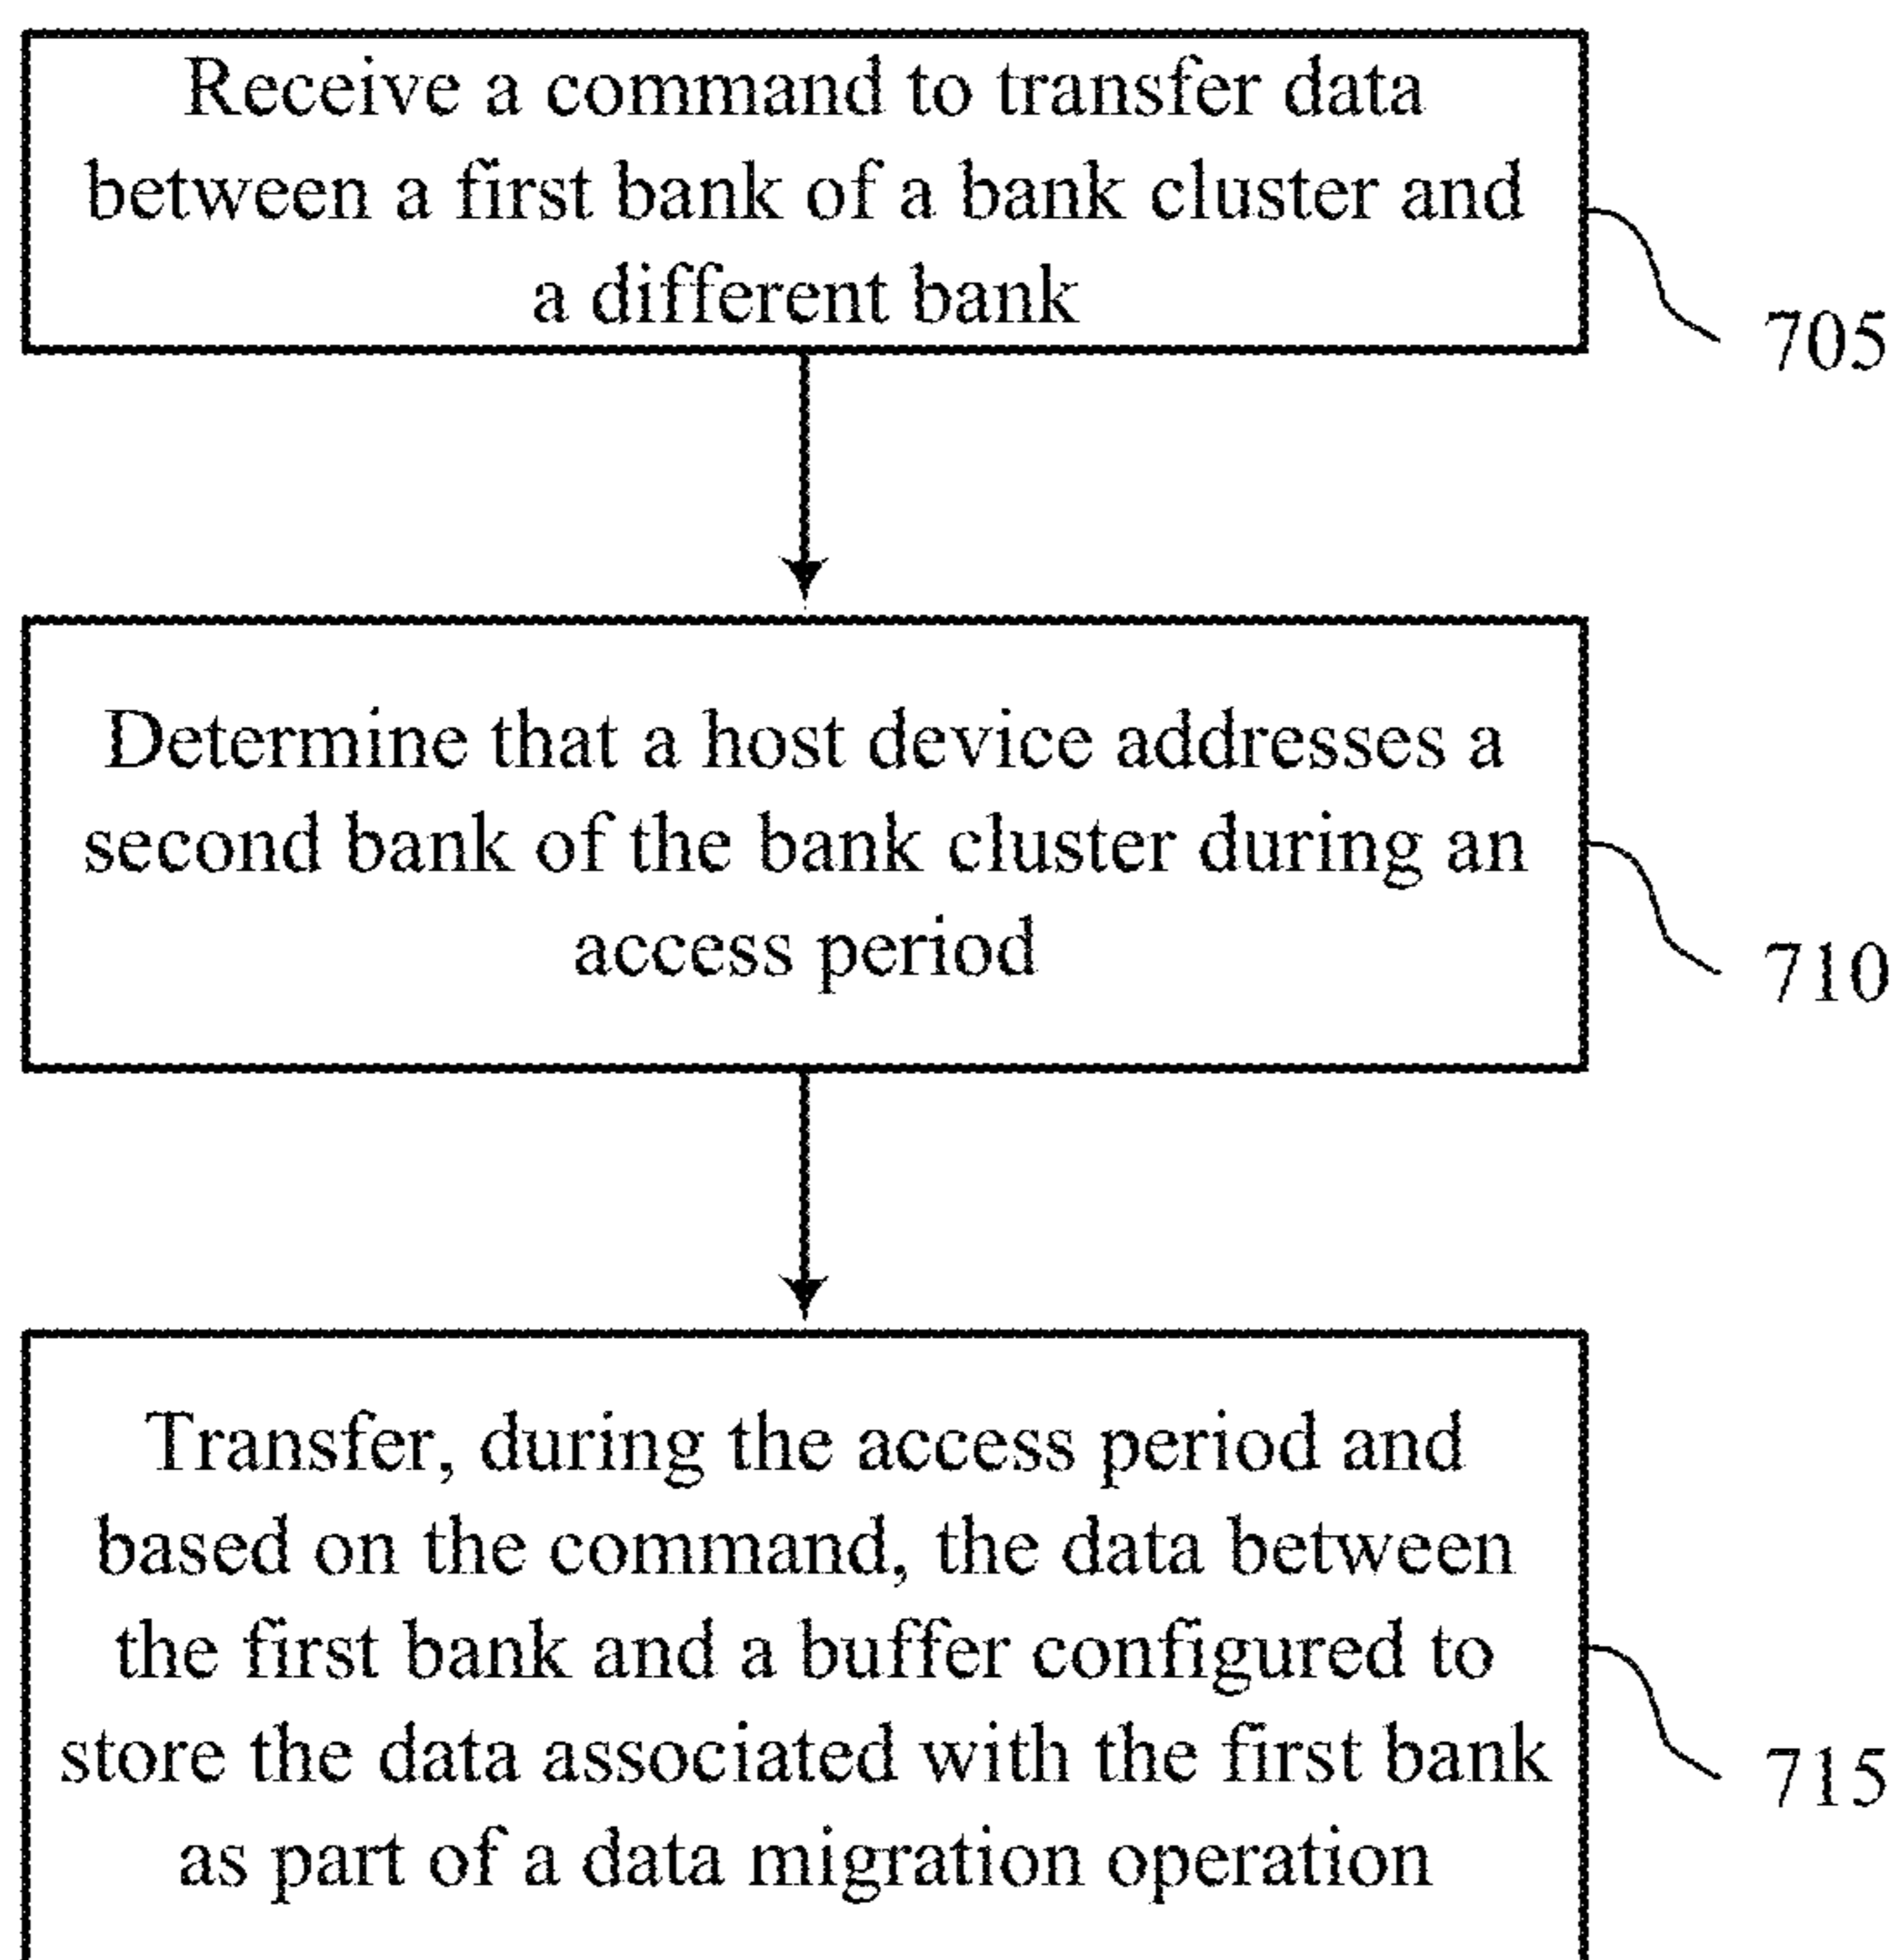 Receive a command to transfer data
between a first bank of a bank cluster and
a different bank
705
Determine that a host device addresses a
second bank of the bank cluster during an
access period
710
Transfer, during the access period and
based on the command, the data between
the first bank and a buffer configured to
store the data associated with the first bank
as part of a data migration operation
715